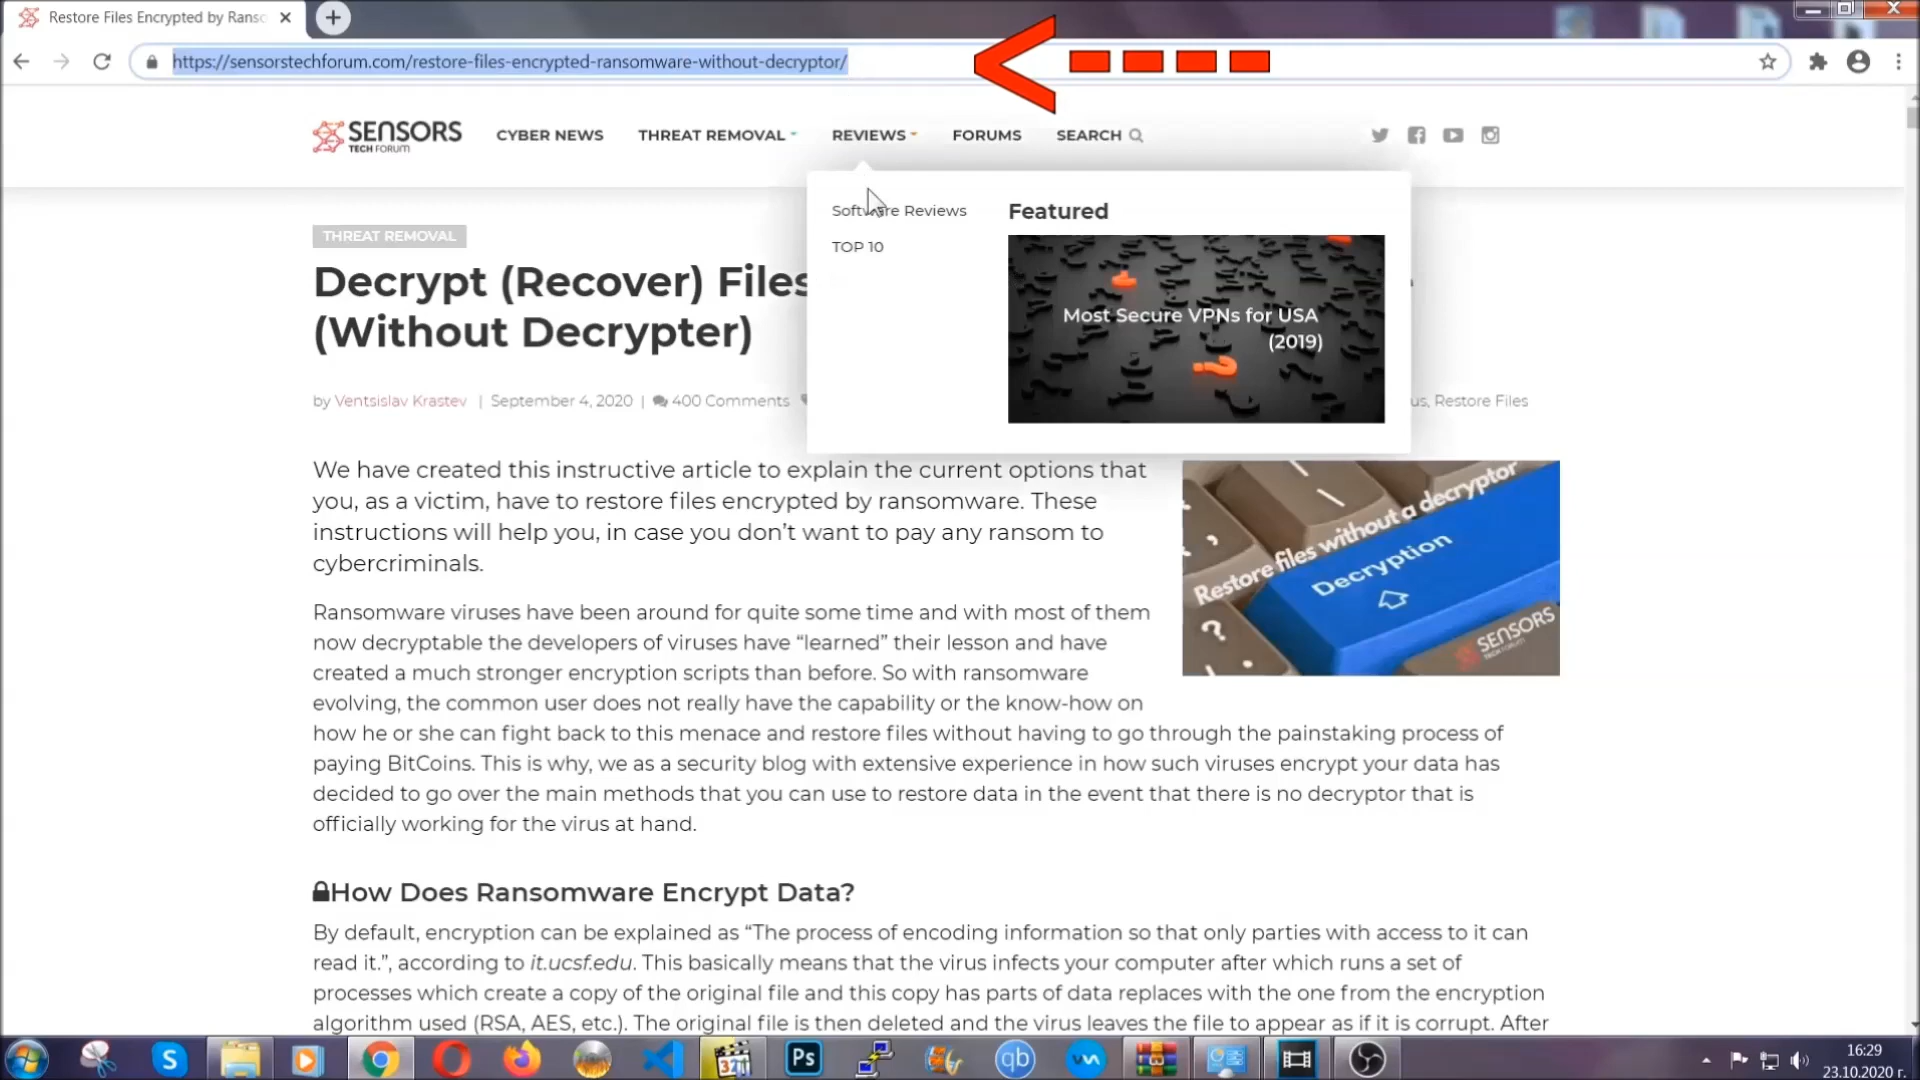 Restore Files Encrypted by Ranso
https://sensorstechforum.com/restore-files-encrypted-ransomware-without-decryptor/
SENSORS
TECH FORUM
CYBER NEWS
THREAT REMOVAL
REVIEWS
FORUMS
SEARCH
Software Reviews
TOP 10
Featured
Most Secure VPNs for USA
(2019)
THREAT REMOVAL
Decrypt (Recover) Files
(Without Decrypter)
by Ventsislav Krastev | September 4, 2020 | 400 Comments
us, Restore Files
We have created this instructive article to explain the current options that
you, as a victim, have to restore files encrypted by ransomware. These
instructions will help you, in case you don’t want to pay any ransom to
cybercriminals.
Restore files without a decryptor
Decryption
SENSORS
TECH FORUM
Ransomware viruses have been around for quite some time and with most of them
now decryptable the developers of viruses have “learned” their lesson and have
created a much stronger encryption scripts than before. So with ransomware
evolving, the common user does not really have the capability or the know-how on
how he or she can fight back to this menace and restore files without having to go through the painstaking process of
paying BitCoins. This is why, we as a security blog with extensive experience in how such viruses encrypt your data has
decided to go over the main methods that you can use to restore data in the event that there is no decryptor that is
officially working for the virus at hand.
How Does Ransomware Encrypt Data?
By default, encryption can be explained as “The process of encoding information so that only parties with access to it can
read it.”, according to it.ucsf.edu. This basically means that the virus infects your computer after which runs a set of
processes which create a copy of the original file and this copy has parts of data replaces with the one from the encryption
algorithm used (RSA, AES, etc.). The original file is then deleted and the virus leaves the file to appear as if it is corrupt. After
S
321
Ps
qb
16:29
23.10.2020 г.